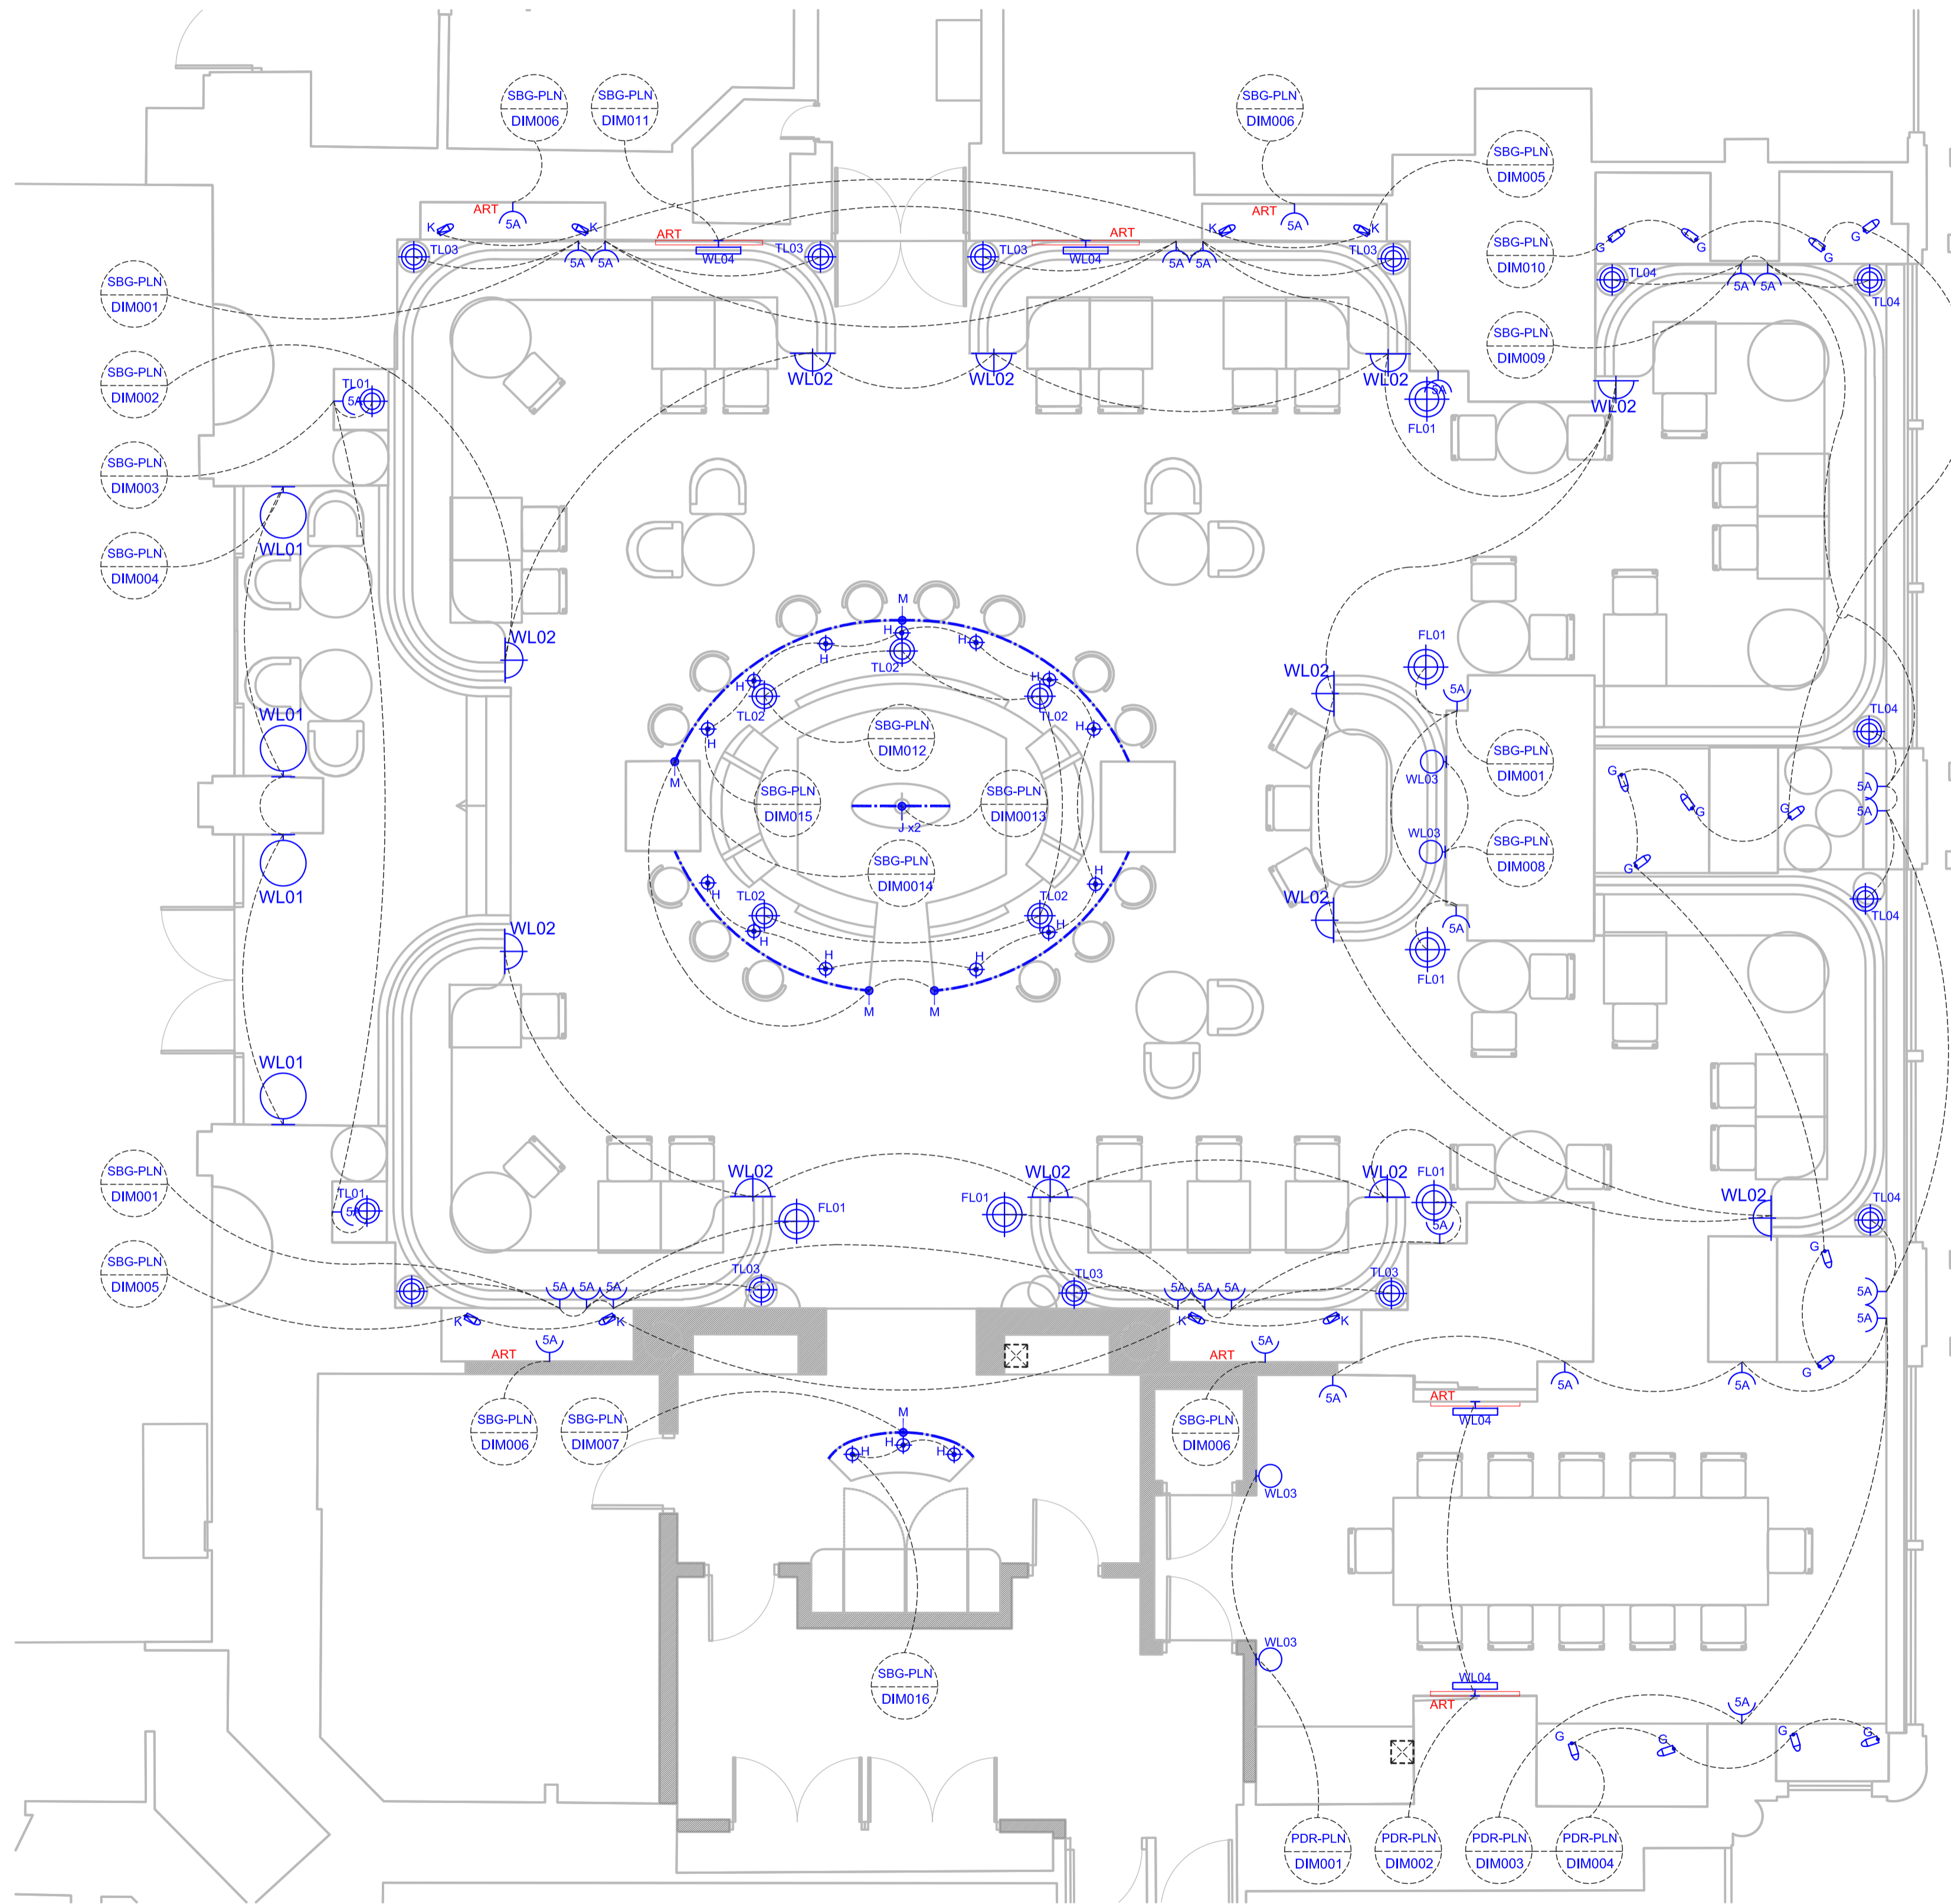 SBG-PLN
DIM006
SBG-PLN
DIM011
SBG-PLN
DIM006
SBG-PLN
DIM005
ART
5A
K
K
ART
5A
K
K
ART
ART
TL03
5A
5A
WL04
TL03
WL04
5A
5A
TL03
G
G
G
G
SBG-PLN
DIM010
TL04
5A
5A
TL04
SBG-PLN
DIM001
SBG-PLN
DIM009
SBG-PLN
DIM002
WL02
WL02
WL02
5A
FL01
WL02
TL01
5A
SBG-PLN
DIM003
SBG-PLN
DIM004
WL01
M
H
H
H
TL02
WL02
H
TL02
H
TL02
H
H
FL01
WL02
5A
TL04
WL01
SBG-PLN
DIM012
SBG-PLN
DIM001
M
SBG-PLN
DIM015
J x2
SBG-PLN
DIM0013
WL03
G
G
G
G
5A
5A
WL03
SBG-PLN
DIM008
SBG-PLN
DIM0014
WL01
H
H
TL02
TL02
H
H
H
H
WL02
WL02
5A
FL01
TL04
M
M
WL01
SBG-PLN
DIM001
TL01
5A
WL02
FL01
FL01
WL02
WL02
FL01
5A
WL02
TL04
G
SBG-PLN
DIM005
5A
5A
5A
TL03
TL03
5A
5A
5A
TL03
5A
5A
K
K
K
K
ART
5A
ART
5A
5A
5A
5A
G
SBG-PLN
DIM006
SBG-PLN
DIM007
M
H
H
H
SBG-PLN
DIM006
ART
WL04
WL03
WL03
SBG-PLN
DIM016
WL04
ART
5A
G
G
G
G
PDR-PLN
DIM001
PDR-PLN
DIM002
PDR-PLN
DIM003
PDR-PLN
DIM004